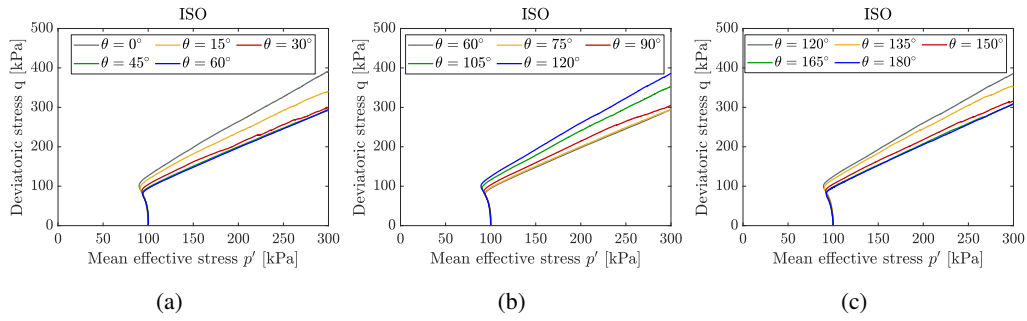 ISO
θ = 0° θ = 15° θ = 30°
θ = 45° θ = 60°
Deviatoric stress q [kPa]
500
400
300
200
100
0
0 50 100 150 200 250 300
Mean effective stress p′ [kPa]
(a)
ISO
θ = 60° θ = 75° θ = 90°
θ = 105° θ = 120°
Deviatoric stress q [kPa]
500
400
300
200
100
0
0 50 100 150 200 250 300
Mean effective stress p′ [kPa]
(b)
ISO
θ = 120° θ = 135° θ = 150°
θ = 165° θ = 180°
Deviatoric stress q [kPa]
500
400
300
200
100
0
0 50 100 150 200 250 300
Mean effective stress p′ [kPa]
(c)